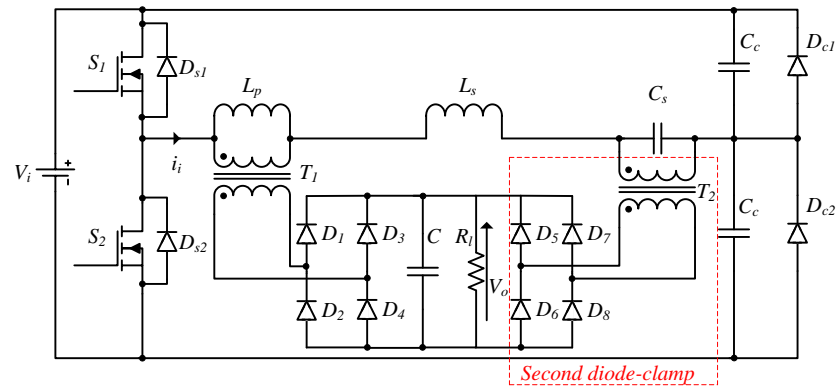 S1
Ds1
Lp
Ls
Cs
Cc
Dc1
Vi
+
-
ii
T1
T2
S2
Ds2
D1
D3
C
Rl
Vo
D5
D7
Cc
Dc2
D2
D4
D6
D8
Second diode-clamp